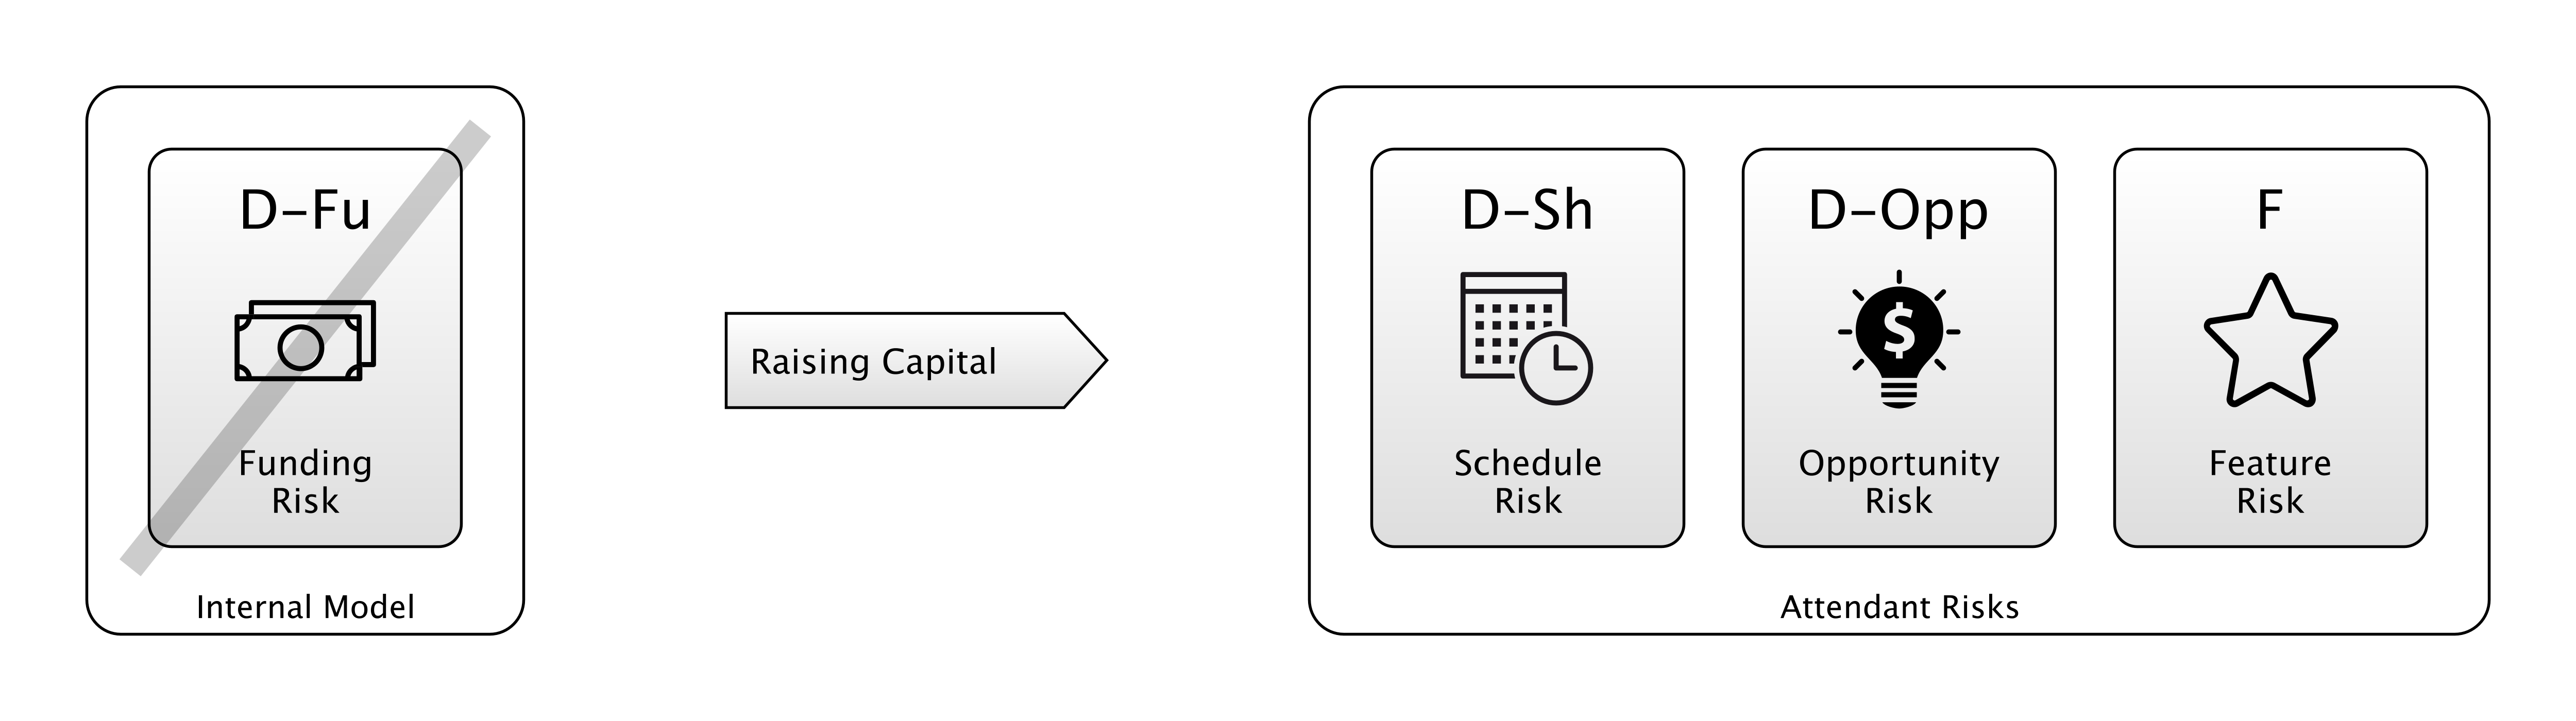 D-Fu
Funding
Risk
Internal Model
Raising Capital
D-Sh
Schedule
Risk
D-Opp
$
Opportunity
Risk
F
Feature
Risk
Attendant Risks